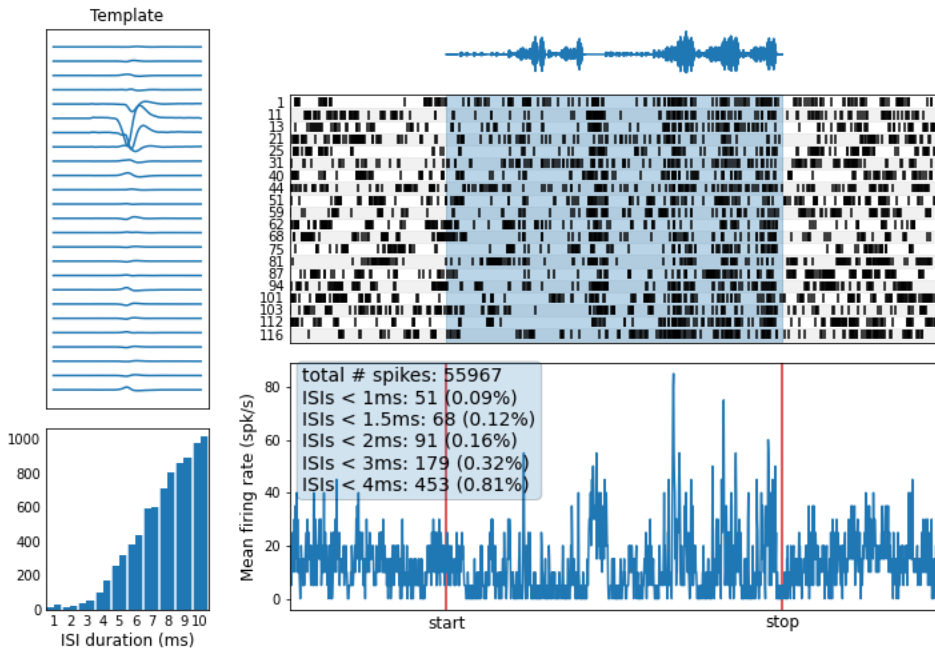 Template
1
11
13
21
25
31
40
44
51
59
62
68
75
81
87
94
101
103
112
116
total # spikes: 55967
ISIs < 1ms: 51 (0.09%)
ISIs < 1.5ms: 68 (0.12%)
ISIs < 2ms: 91 (0.16%)
ISIs < 3ms: 179 (0.32%)
ISIs < 4ms: 453 (0.81%)
Mean firing rate (spk/s)
80
60
40
20
0
start
stop
1000
800
600
400
200
0
1 2 3 4 5 6 7 8 9 10
ISI duration (ms)